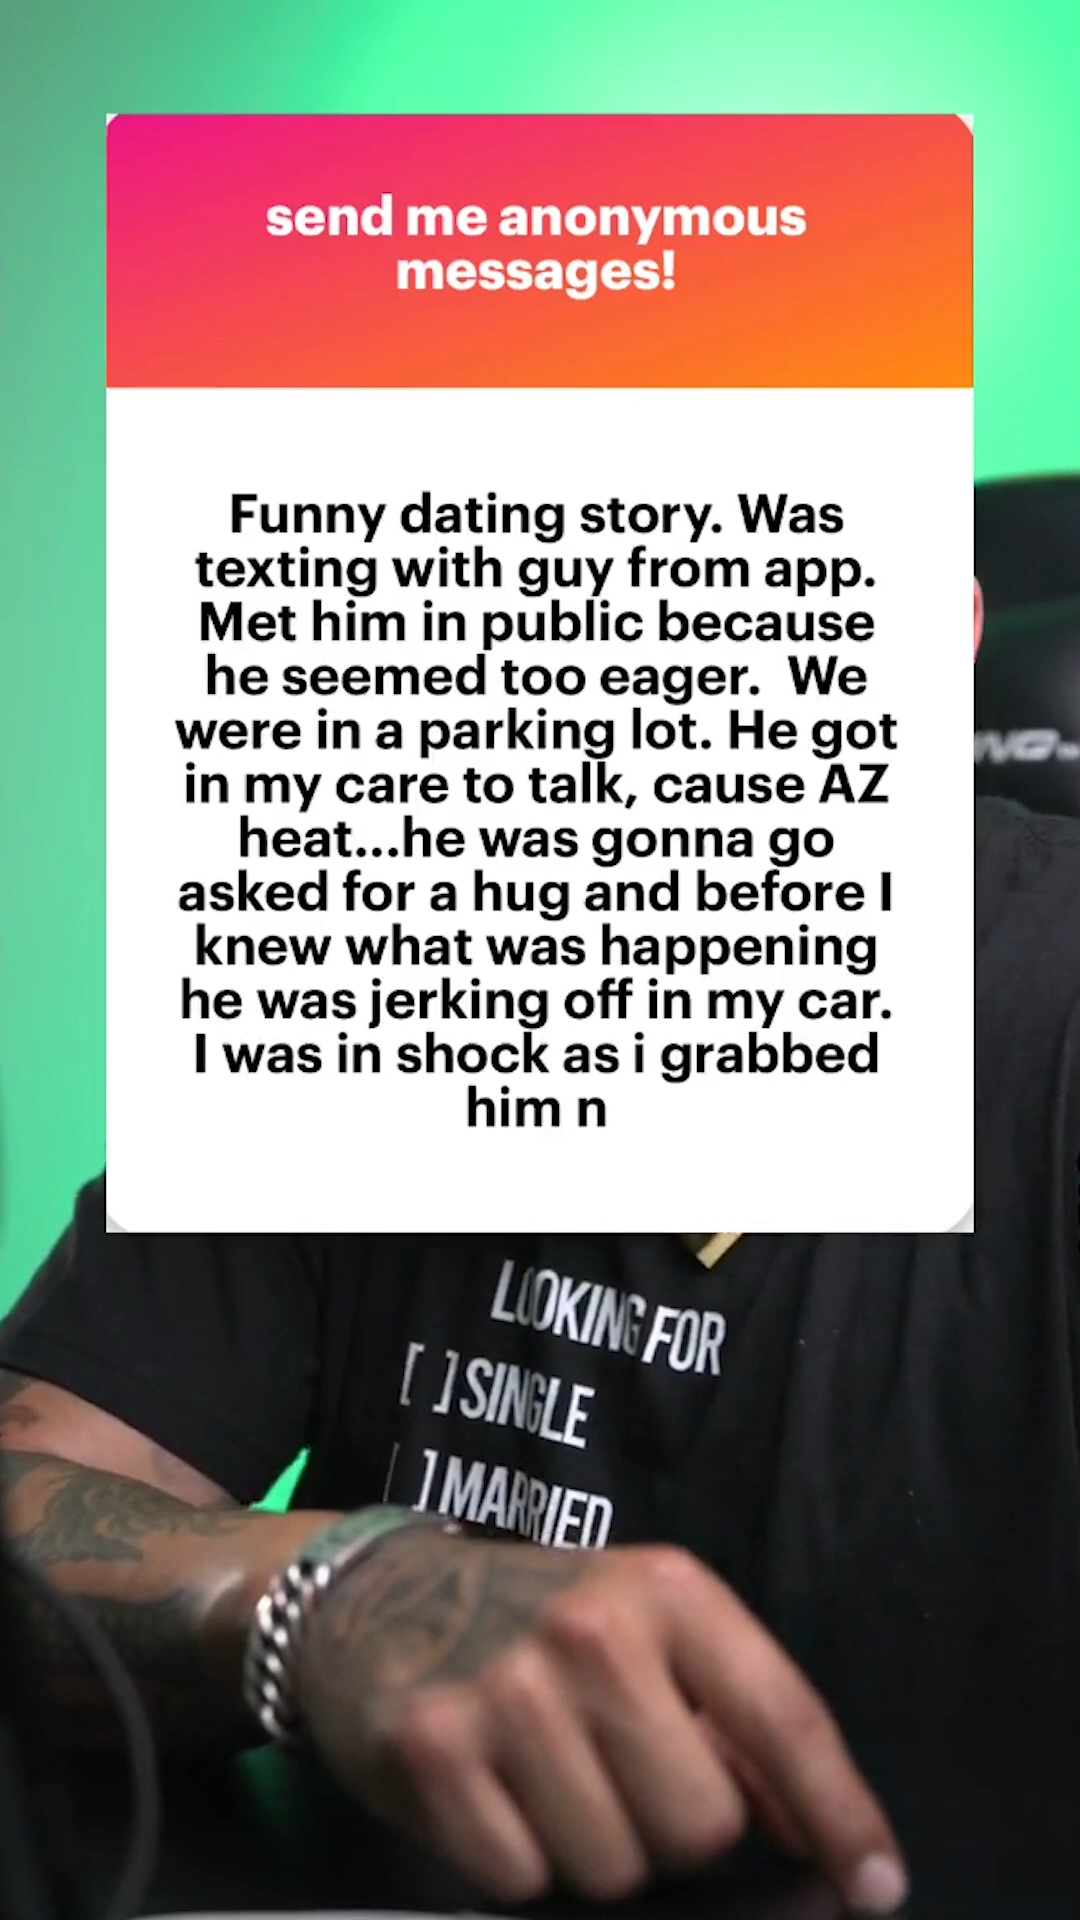 send me anonymous
messages!
Funny dating story. Was
texting with guy from app.
Met him in public because
he seemed too eager.  We
were in a parking lot. He got
in my care to talk, cause AZ
heat...he was gonna go
asked for a hug and before I
knew what was happening
he was jerking off in my car.
I was in shock as i grabbed
him n
LOOKING FOR
[ ] SINGLE
[ ] MARRIED